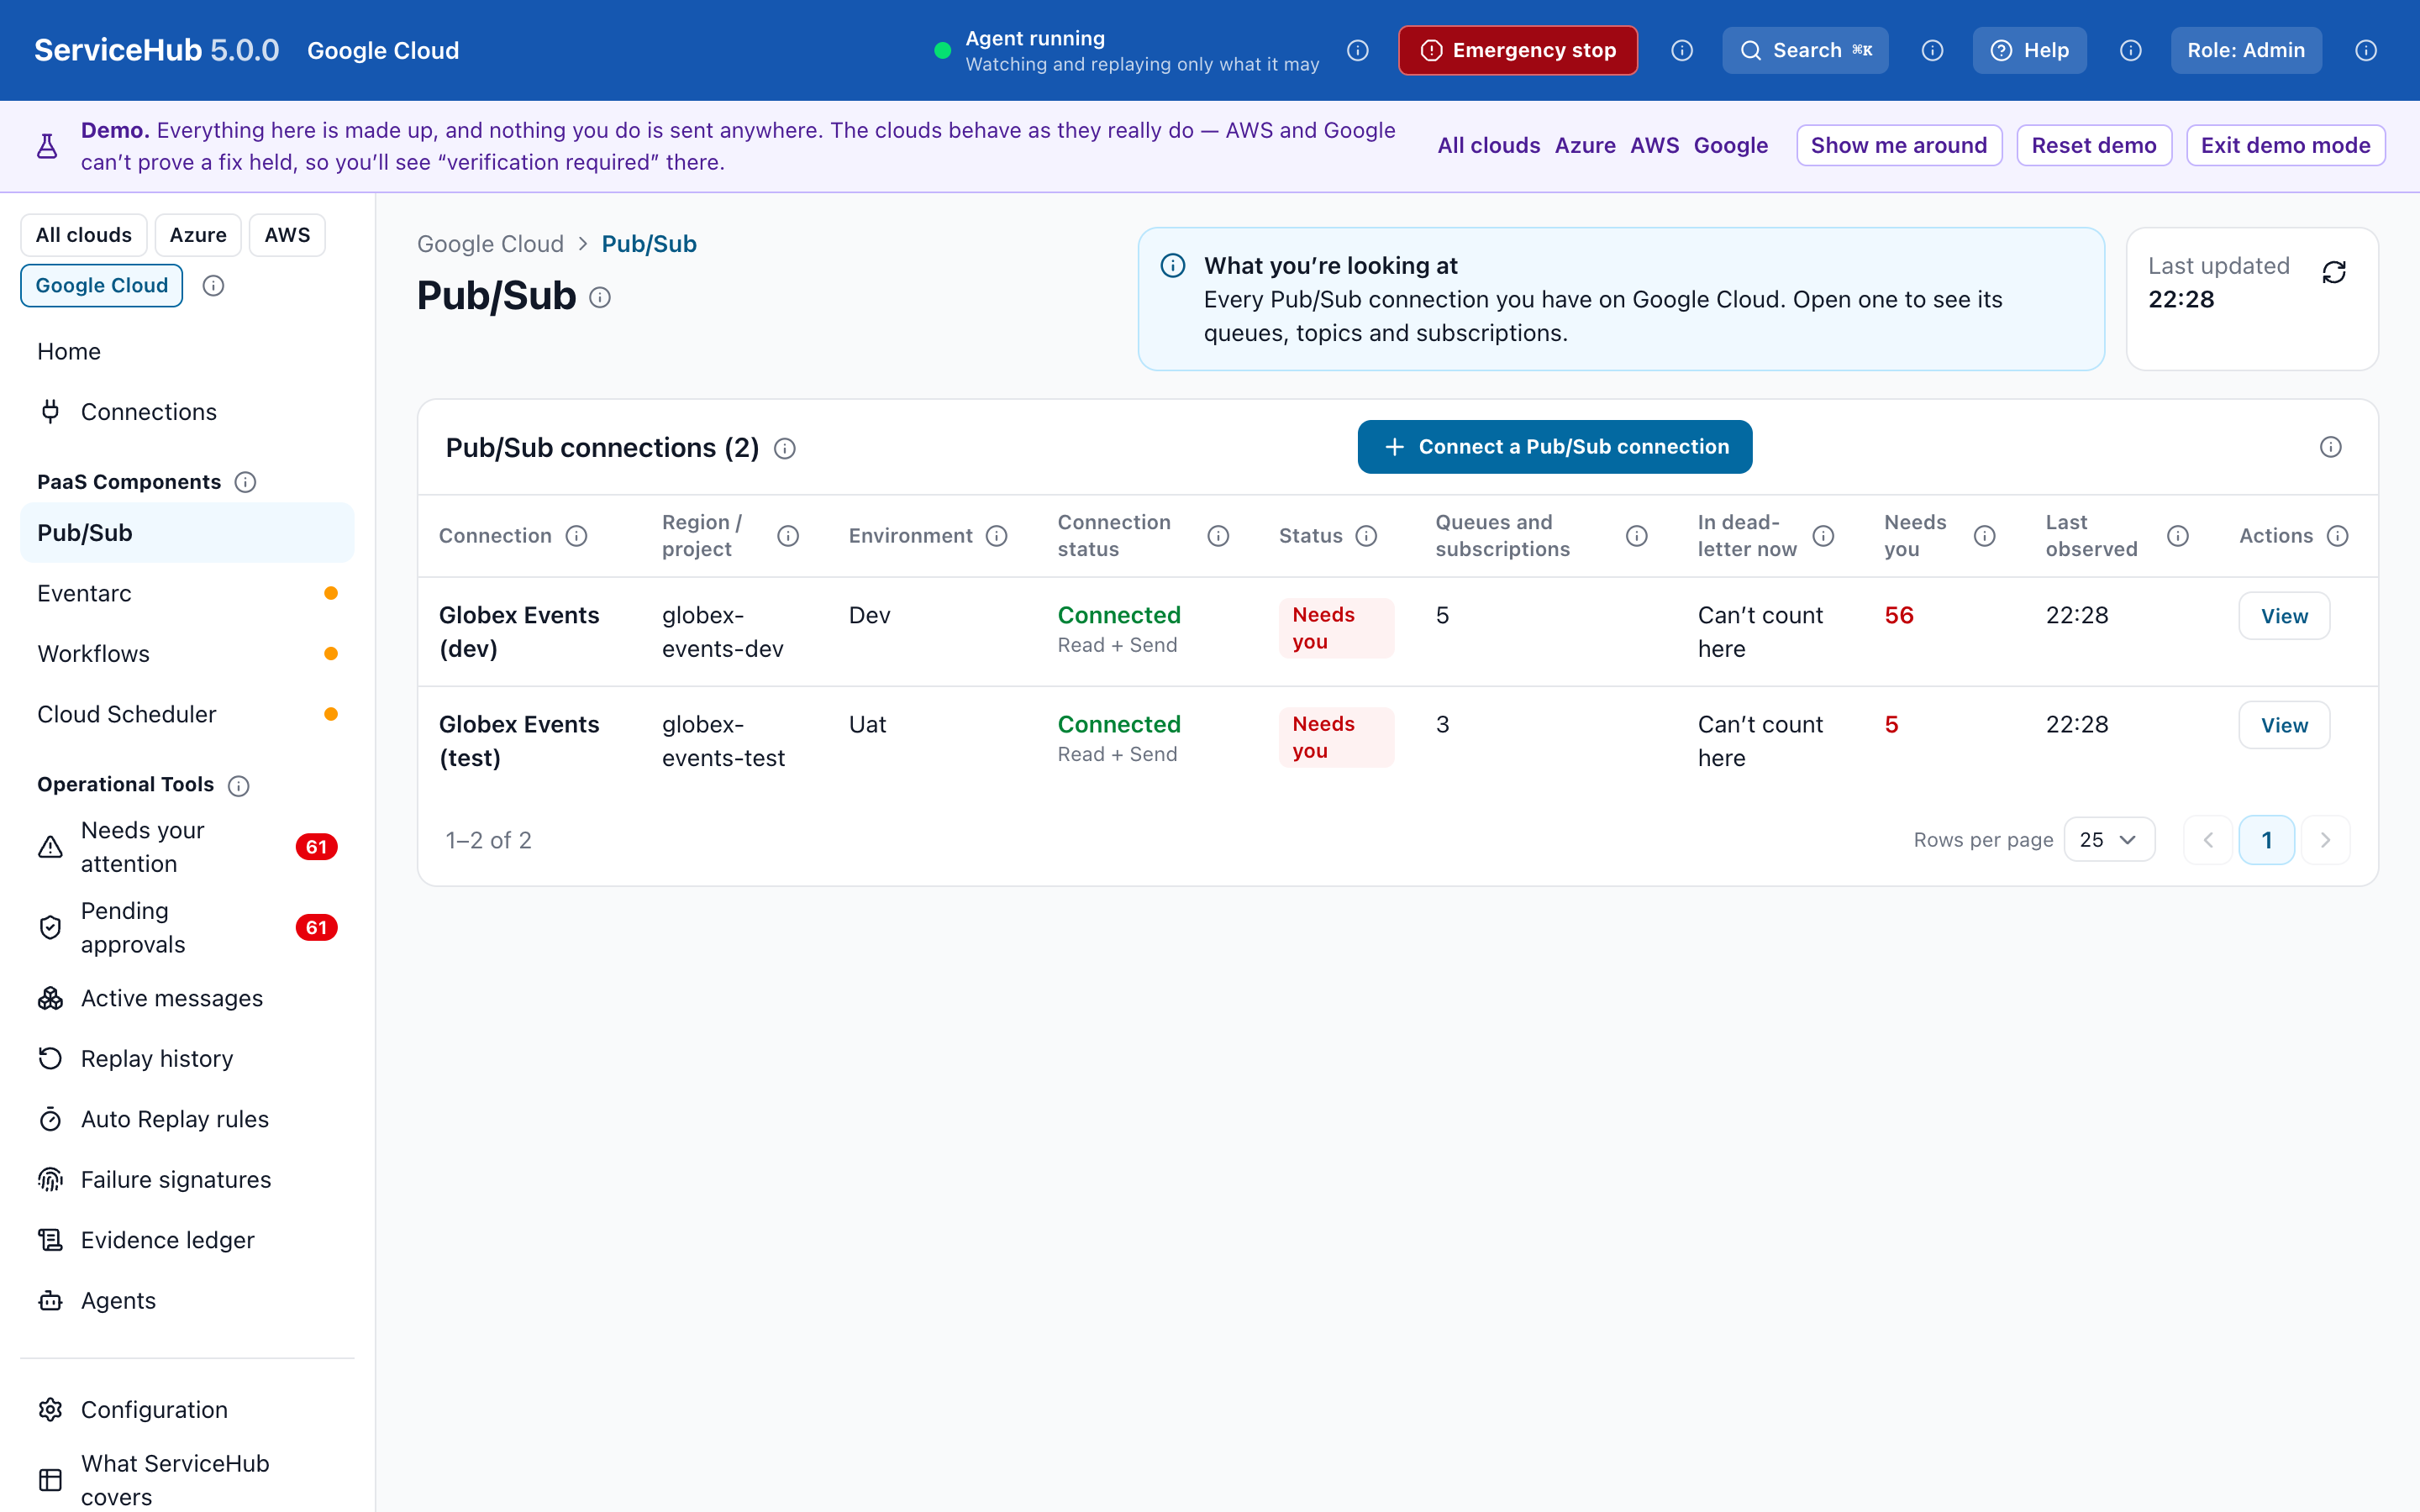 ServiceHub 5.0.0 Google Cloud
Agent running
Watching and replaying only what it may
Emergency stop
Search ⌘K
Help
Role: Admin
Demo. Everything here is made up, and nothing you do is sent anywhere. The clouds behave as they really do — AWS and Google
can’t prove a fix held, so you’ll see “verification required” there.
All clouds Azure AWS Google
Show me around
Reset demo
Exit demo mode
All clouds Azure AWS
Google Cloud
Home
Connections
PaaS Components
Pub/Sub
Eventarc
Workflows
Cloud Scheduler
Operational Tools
Needs your
attention
61
Pending
approvals
61
Active messages
Replay history
Auto Replay rules
Failure signatures
Evidence ledger
Agents
Configuration
What ServiceHub
covers
Google Cloud > Pub/Sub
Pub/Sub
What you’re looking at
Every Pub/Sub connection you have on Google Cloud. Open one to see its
queues, topics and subscriptions.
Last updated
22:28
Pub/Sub connections (2)
+ Connect a Pub/Sub connection
Connection
Region /
project
Environment
Connection
status
Status
Queues and
subscriptions
In dead-
letter now
Needs
you
Last
observed
Actions
Globex Events
(dev)
globex-
events-dev
Dev
Connected
Read + Send
Needs
you
5
Can’t count
here
56
22:28
View
Globex Events
(test)
globex-
events-test
Uat
Connected
Read + Send
Needs
you
3
Can’t count
here
5
22:28
View
1–2 of 2
Rows per page 25
1